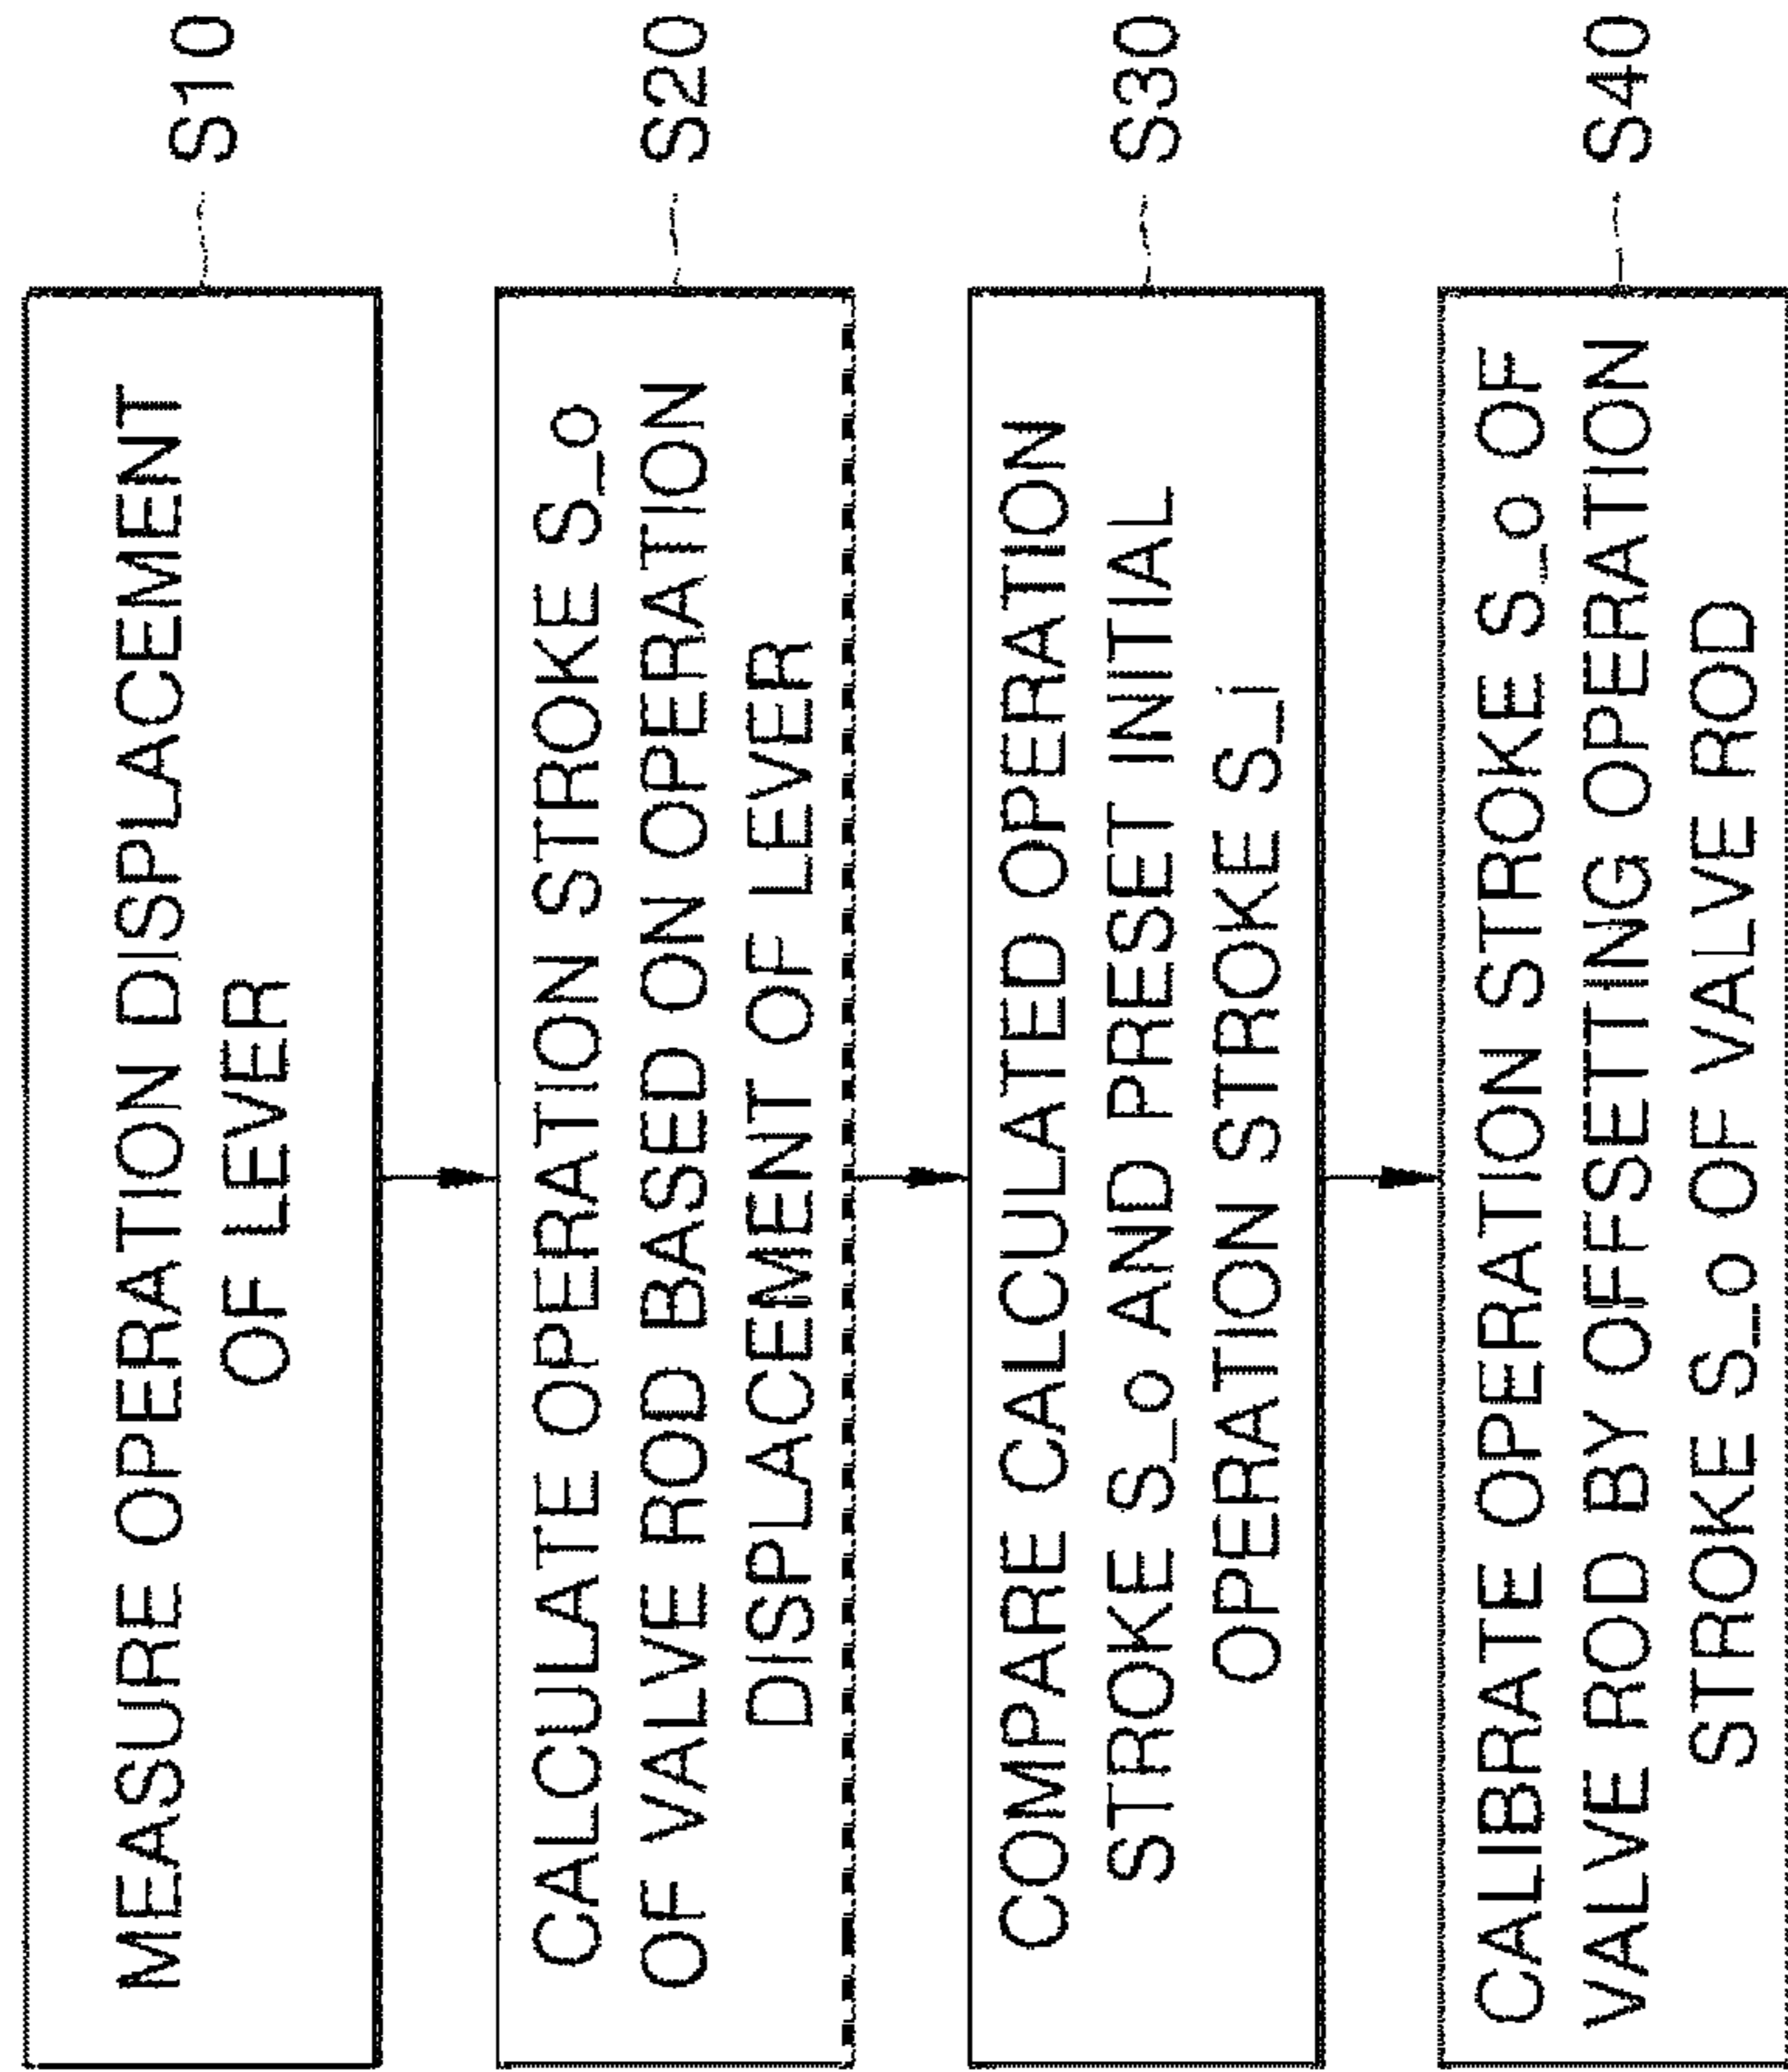 MEASURE OPERATION DISPLACEMENT
OF LEVER
S10
CALCULATE OPERATION STROKE S_o
OF VALVE ROD BASED ON OPERATION
DISPLACEMENT OF LEVER
S20
COMPARE CALCULATED OPERATION
STROKE S_o AND PRESET INITIAL
OPERATION STROKE S_i
S30
CALIBRATE OPERATION STROKE S_o OF
VALVE ROD BY OFFSETTING OPERATION
STROKE S_o OF VALVE ROD
S40